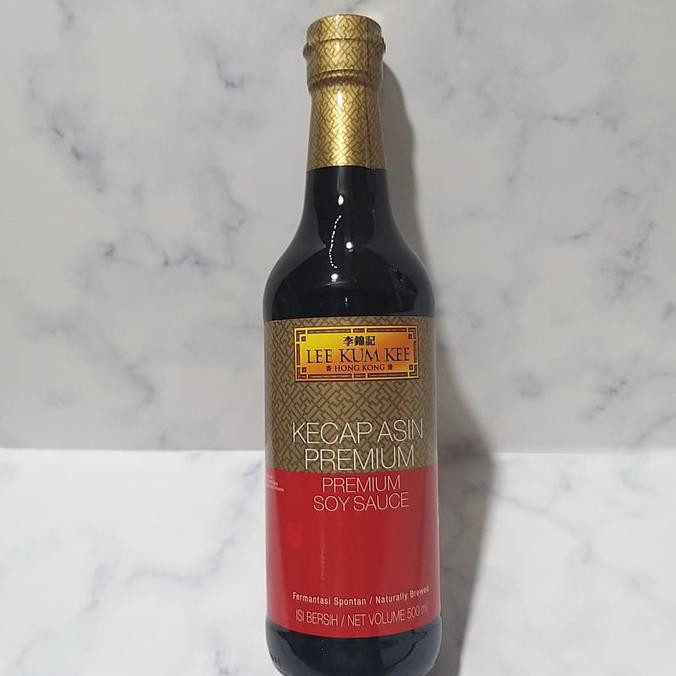 李錦記
LEE KUM KEE
香 HONG KONG 港
KECAP ASIN
PREMIUM
PREMIUM
SOY SAUCE
Fermantasi Spontan / Naturally Brewed
ISI BERSIH / NET VOLUME 500 ml